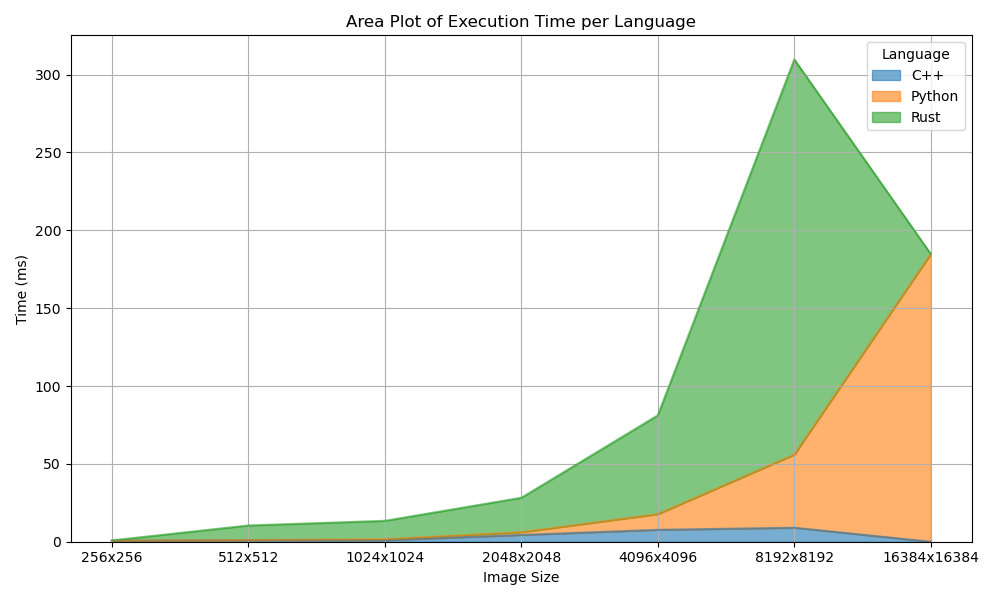 Area Plot of Execution Time per Language
Language
C++
Python
Rust
Time (ms)
300
250
200
150
100
50
0
256x256 512x512 1024x1024 2048x2048 4096x4096 8192x8192 16384x16384
Image Size